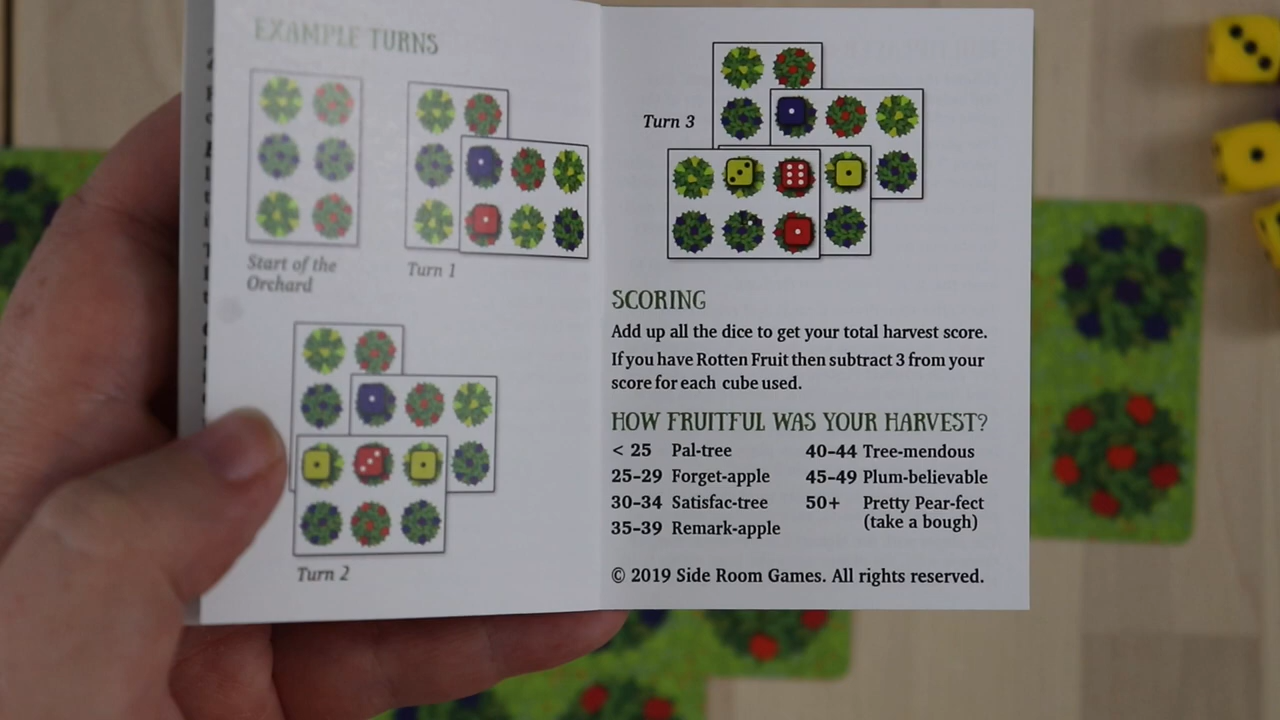 EXAMPLE TURNS
Start of the
Orchard
Turn 1
Turn 2
Turn 3
SCORING
Add up all the dice to get your total harvest score.
If you have Rotten Fruit then subtract 3 from your
score for each cube used.
HOW FRUITFUL WAS YOUR HARVEST?
< 25 Pal-tree
25–29 Forget-apple
30–34 Satisfac-tree
35–39 Remark-apple
40–44 Tree-mendous
45–49 Plum-believable
50+ Pretty Pear-fect
(take a bough)
© 2019 Side Room Games. All rights reserved.